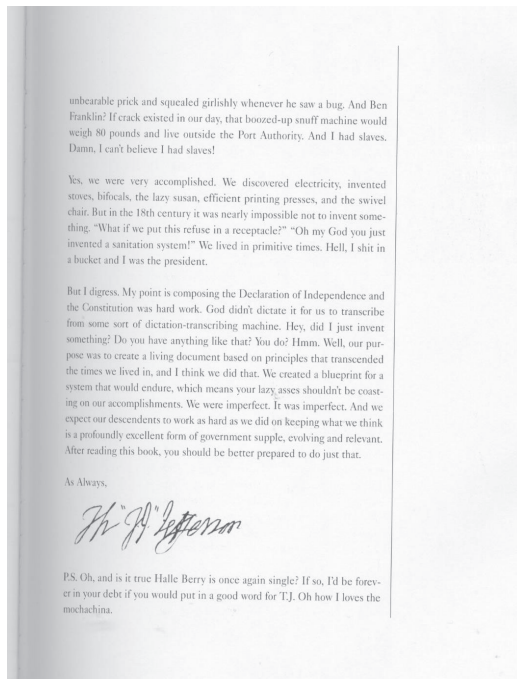 unbearable prick and squealed girlishly whenever he saw a bug. And Ben
Franklin? If crack existed in our day, that boozed-up snuff machine would
weigh 80 pounds and live outside the Port Authority. And I had slaves.
Damn, I can't believe I had slaves!
Yes, we were very accomplished. We discovered electricity, invented
stoves, bifocals, the lazy susan, efficient printing presses, and the swivel
chair. But in the 18th century it was nearly impossible not to invent some-
thing. “What if we put this refuse in a receptacle?” “Oh my God you just
invented a sanitation system!” We lived in primitive times. Hell, I shit in
a bucket and I was the president.
But I digress. My point is composing the Declaration of Independence and
the Constitution was hard work. God didn't dictate it for us to transcribe
from some sort of dictation-transcribing machine. Hey, did I just invent
something? Do you have anything like that? You do? Hmm. Well, our pur-
pose was to create a living document based on principles that transcended
the times we lived in, and I think we did that. We created a blueprint for a
system that would endure, which means your lazy asses shouldn't be coast-
ing on our accomplishments. We were imperfect. It was imperfect. And we
expect our descendents to work as hard as we did on keeping what we think
is a profoundly excellent form of government supple, evolving and relevant.
After reading this book, you should be better prepared to do just that.
As Always,
Th "J" Jefferson
P.S. Oh, and is it true Halle Berry is once again single? If so, I'd be forev-
er in your debt if you would put in a good word for T.J. Oh how I loves the
mochachina.